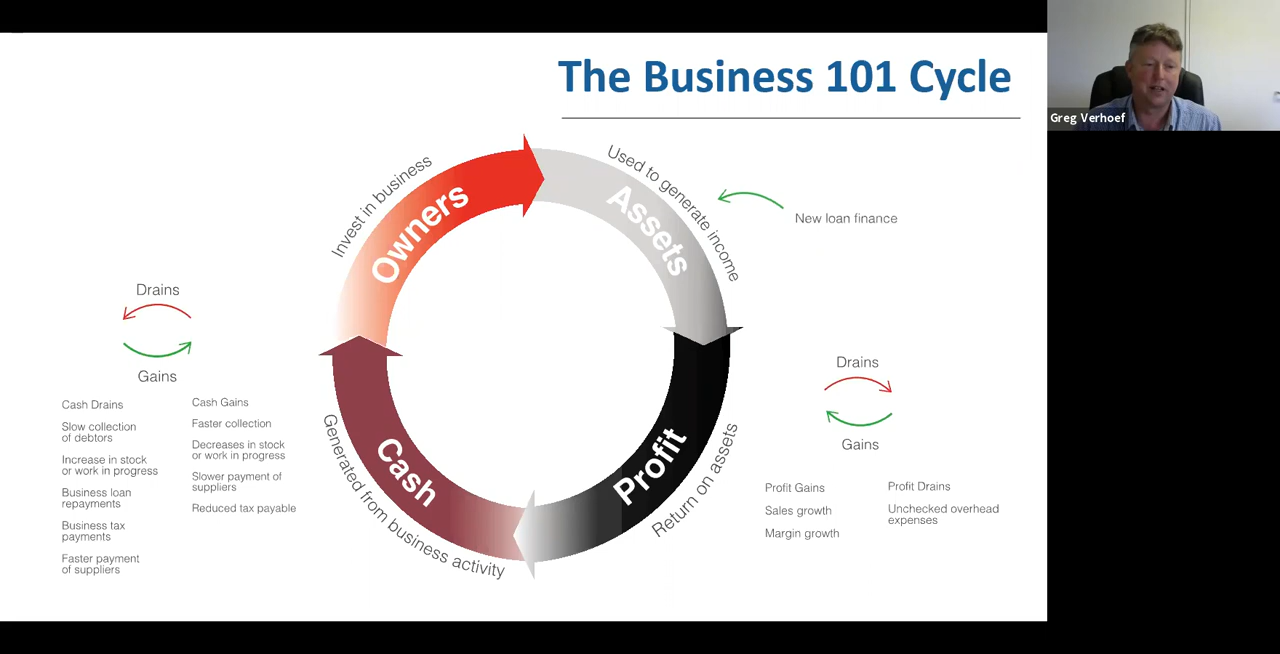 The Business 101 Cycle
Greg Verhoef
Invest in business
Owners
Used to generate income
Assets
New loan finance
Drains
Gains
Cash Drains
Slow collection
of debtors
Increase in stock
or work in progress
Business loan
repayments
Business tax
payments
Faster payment
of suppliers
Cash Gains
Faster collection
Decreases in stock
or work in progress
Slower payment of
suppliers
Reduced tax payable
Cash
Generated from business activity
Profit
Return on assets
Drains
Gains
Profit Gains
Sales growth
Margin growth
Profit Drains
Unchecked overhead
expenses